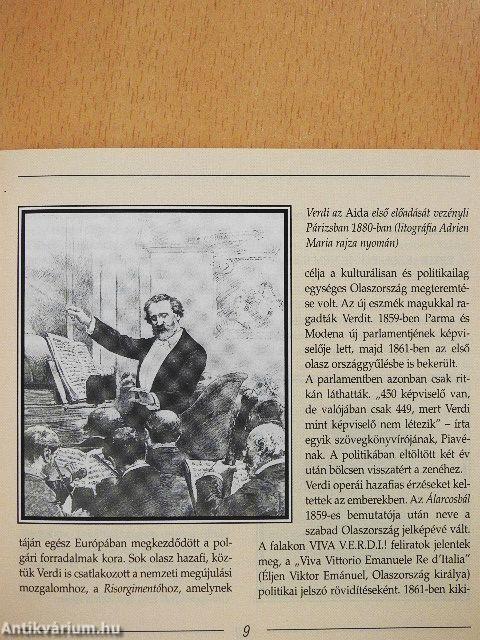 Verdi az Aida első előadását vezényli
Párizsban 1880-ban (litográfia Adrien
Maria rajza nyomán)
táján egész Európában megkezdődött a pol-
gári forradalmak kora. Sok olasz hazafi, köz-
tük Verdi is csatlakozott a nemzeti megújulási
mozgalomhoz, a Risorgimentóhoz, amelynek
célja a kulturálisan és politikailag
egységes Olaszország megteremté-
se volt. Az új eszmék magukkal ra-
gadták Verdit. 1859-ben Parma és
Modena új parlamentjének képvi-
selője lett, majd 1861-ben az első
olasz országgyűlésbe is bekerült.
A parlamentben azonban csak rit-
kán láthatták. „450 képviselő van,
de valójában csak 449, mert Verdi
mint képviselő nem létezik” – írta
egyik szövegkönyvírójának, Piavé-
nak. A politikában eltöltött két év
után bölcsen visszatért a zenéhez.
Verdi operái hazafias érzéseket kel-
tettek az emberekben. Az Álarcosbál
1859-es bemutatója után neve a
szabad Olaszország jelképévé vált.
A falakon VIVA V.E.R.D.I.! feliratok jelentek
meg, a „Viva Vittorio Emanuele Re d'Italia”
(Éljen Viktor Emánuel, Olaszország királya)
politikai jelszó rövidítéseként. 1861-ben kiki-
9
Antikvárium.hu